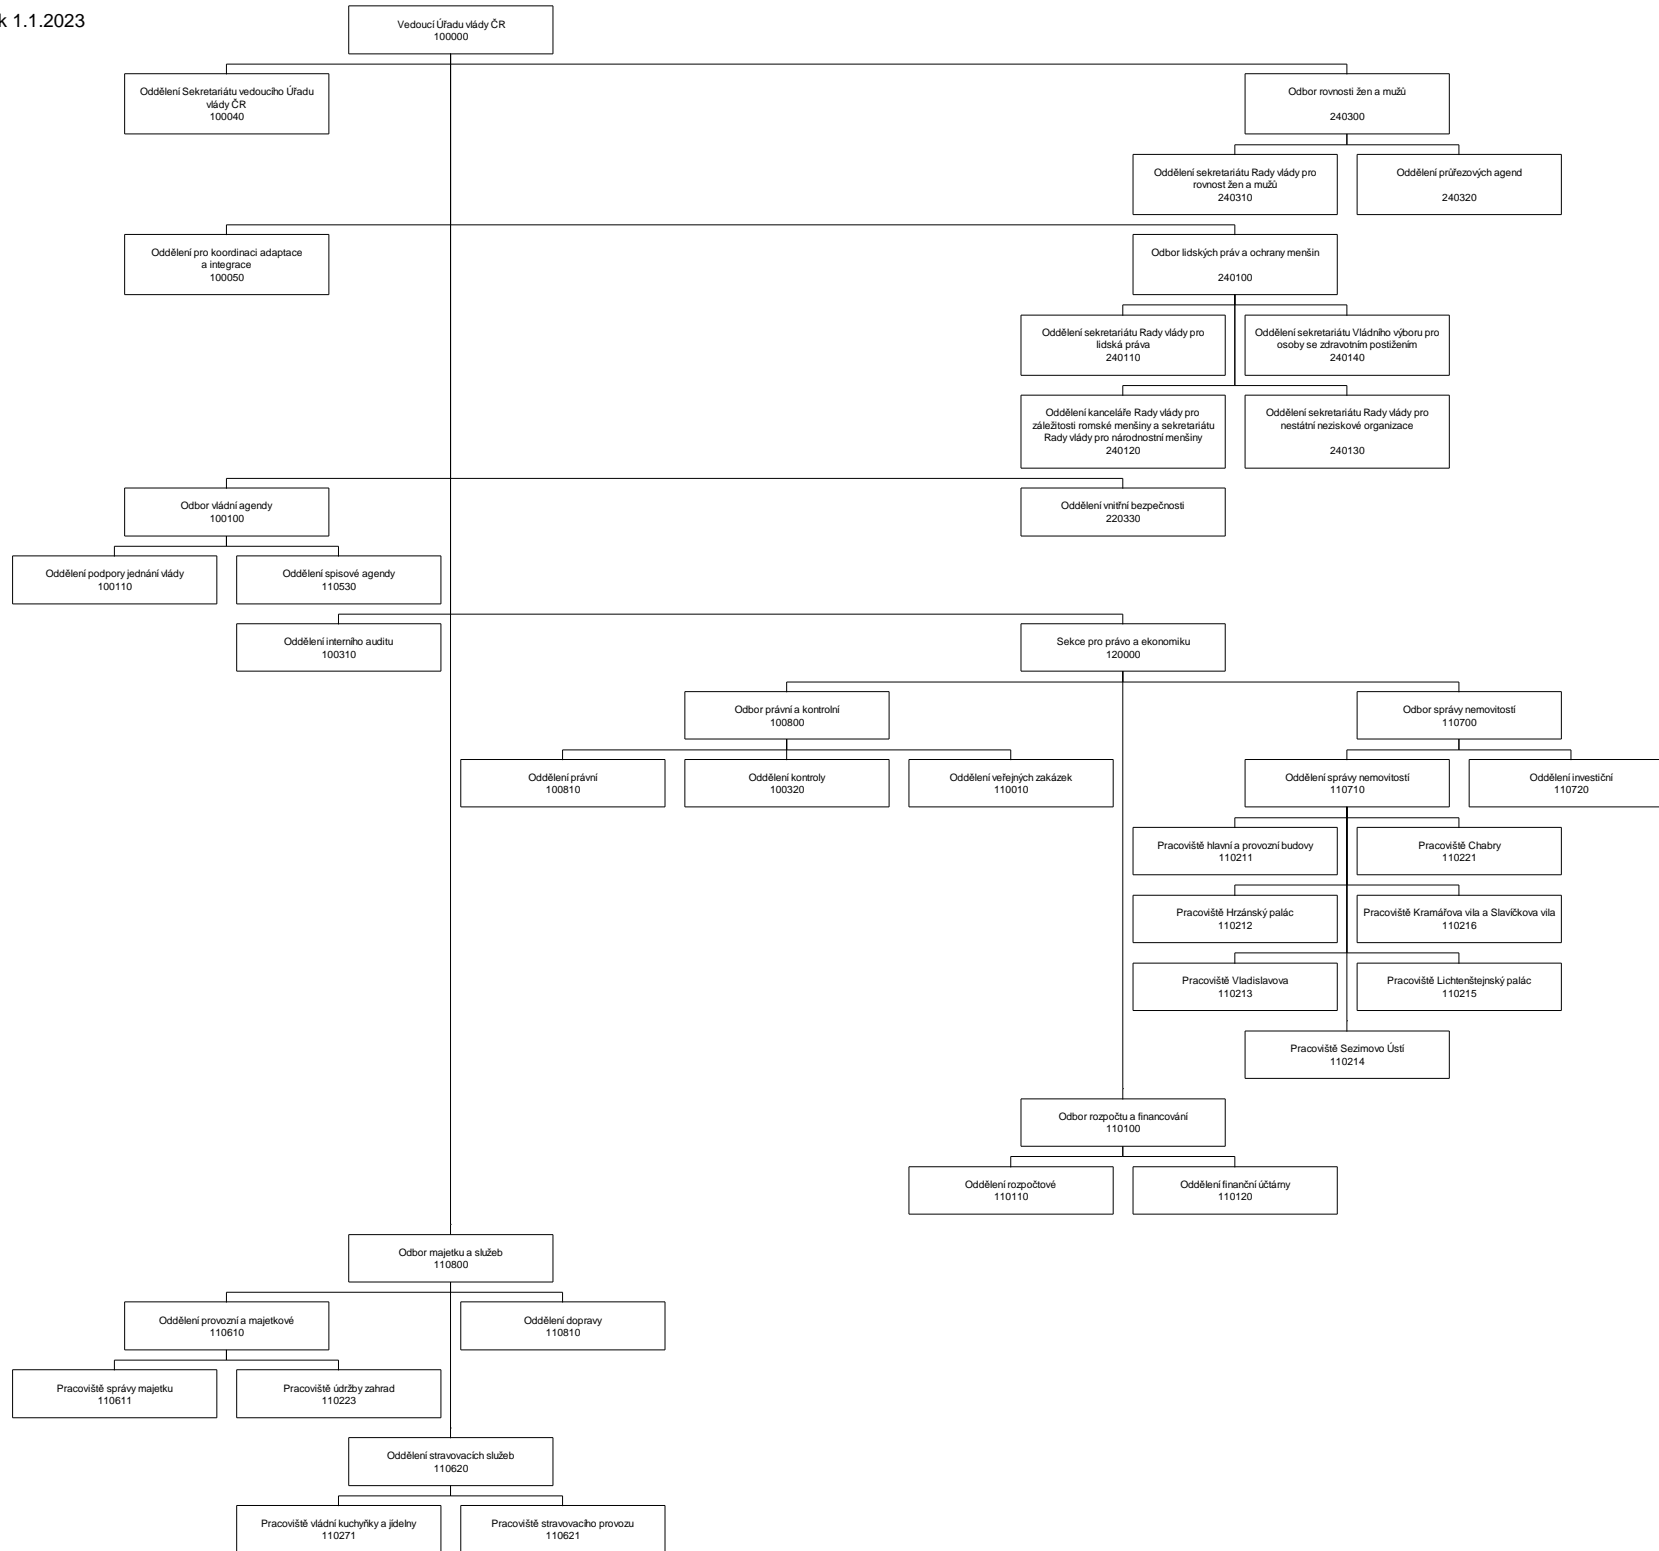 k 1.1.2023
Vedoucí Úřadu vlády ČR
100000
Oddělení Sekretariátu vedoucího Úřadu
vlády ČR
100040
Odbor rovnosti žen a mužů
240300
Oddělení sekretariátu Rady vlády pro
rovnost žen a mužů
240310
Oddělení průřezových agend
240320
Oddělení pro koordinaci adaptace
a integrace
100050
Odbor lidských práv a ochrany menšin
240100
Oddělení sekretariátu Rady vlády pro
lidská práva
240110
Oddělení sekretariátu Vládního výboru pro
osoby se zdravotním postižením
240140
Oddělení kanceláře Rady vlády pro
záležitosti romské menšiny a sekretariátu
Rady vlády pro národnostní menšiny
240120
Oddělení sekretariátu Rady vlády pro
nestátní neziskové organizace
240130
Odbor vládní agendy
100100
Oddělení vnitřní bezpečnosti
220330
Oddělení podpory jednání vlády
100110
Oddělení spisové agendy
110530
Oddělení interního auditu
100310
Sekce pro právo a ekonomiku
120000
Odbor právní a kontrolní
100800
Odbor správy nemovitostí
110700
Oddělení právní
100810
Oddělení kontroly
100320
Oddělení veřejných zakázek
110010
Oddělení správy nemovitostí
110710
Oddělení investiční
110720
Pracoviště hlavní a provozní budovy
110211
Pracoviště Chabry
110221
Pracoviště Hrzánský palác
110212
Pracoviště Kramářova vila a Slavíčkova vila
110216
Pracoviště Vladislavova
110213
Pracoviště Lichtenštejnský palác
110215
Pracoviště Sezimovo Ústí
110214
Odbor rozpočtu a financování
110100
Oddělení rozpočtové
110110
Oddělení finanční účtárny
110120
Odbor majetku a služeb
110800
Oddělení provozní a majetkové
110610
Oddělení dopravy
110810
Pracoviště správy majetku
110611
Pracoviště údržby zahrad
110223
Oddělení stravovacích služeb
110620
Pracoviště vládní kuchyňky a jídelny
110271
Pracoviště stravovacího provozu
110621